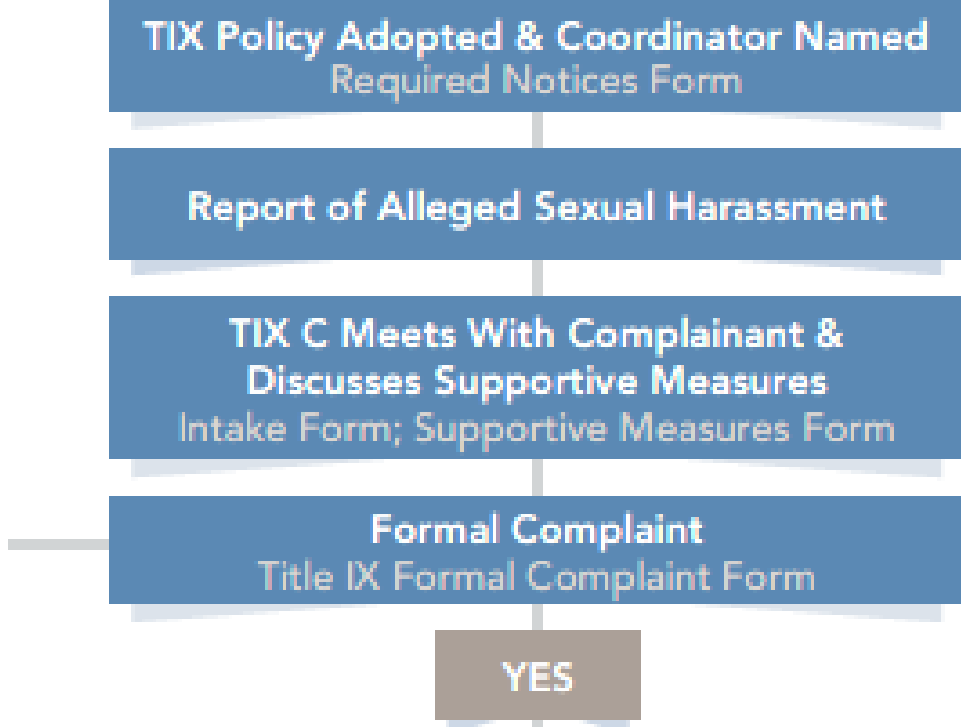 TIX Policy Adopted & Coordinator Named
Required Notices Form
Report of Alleged Sexual Harassment
TIX C Meets With Complainant &
Discusses Supportive Measures
Intake Form; Supportive Measures Form
Formal Complaint
Title IX Formal Complaint Form
YES